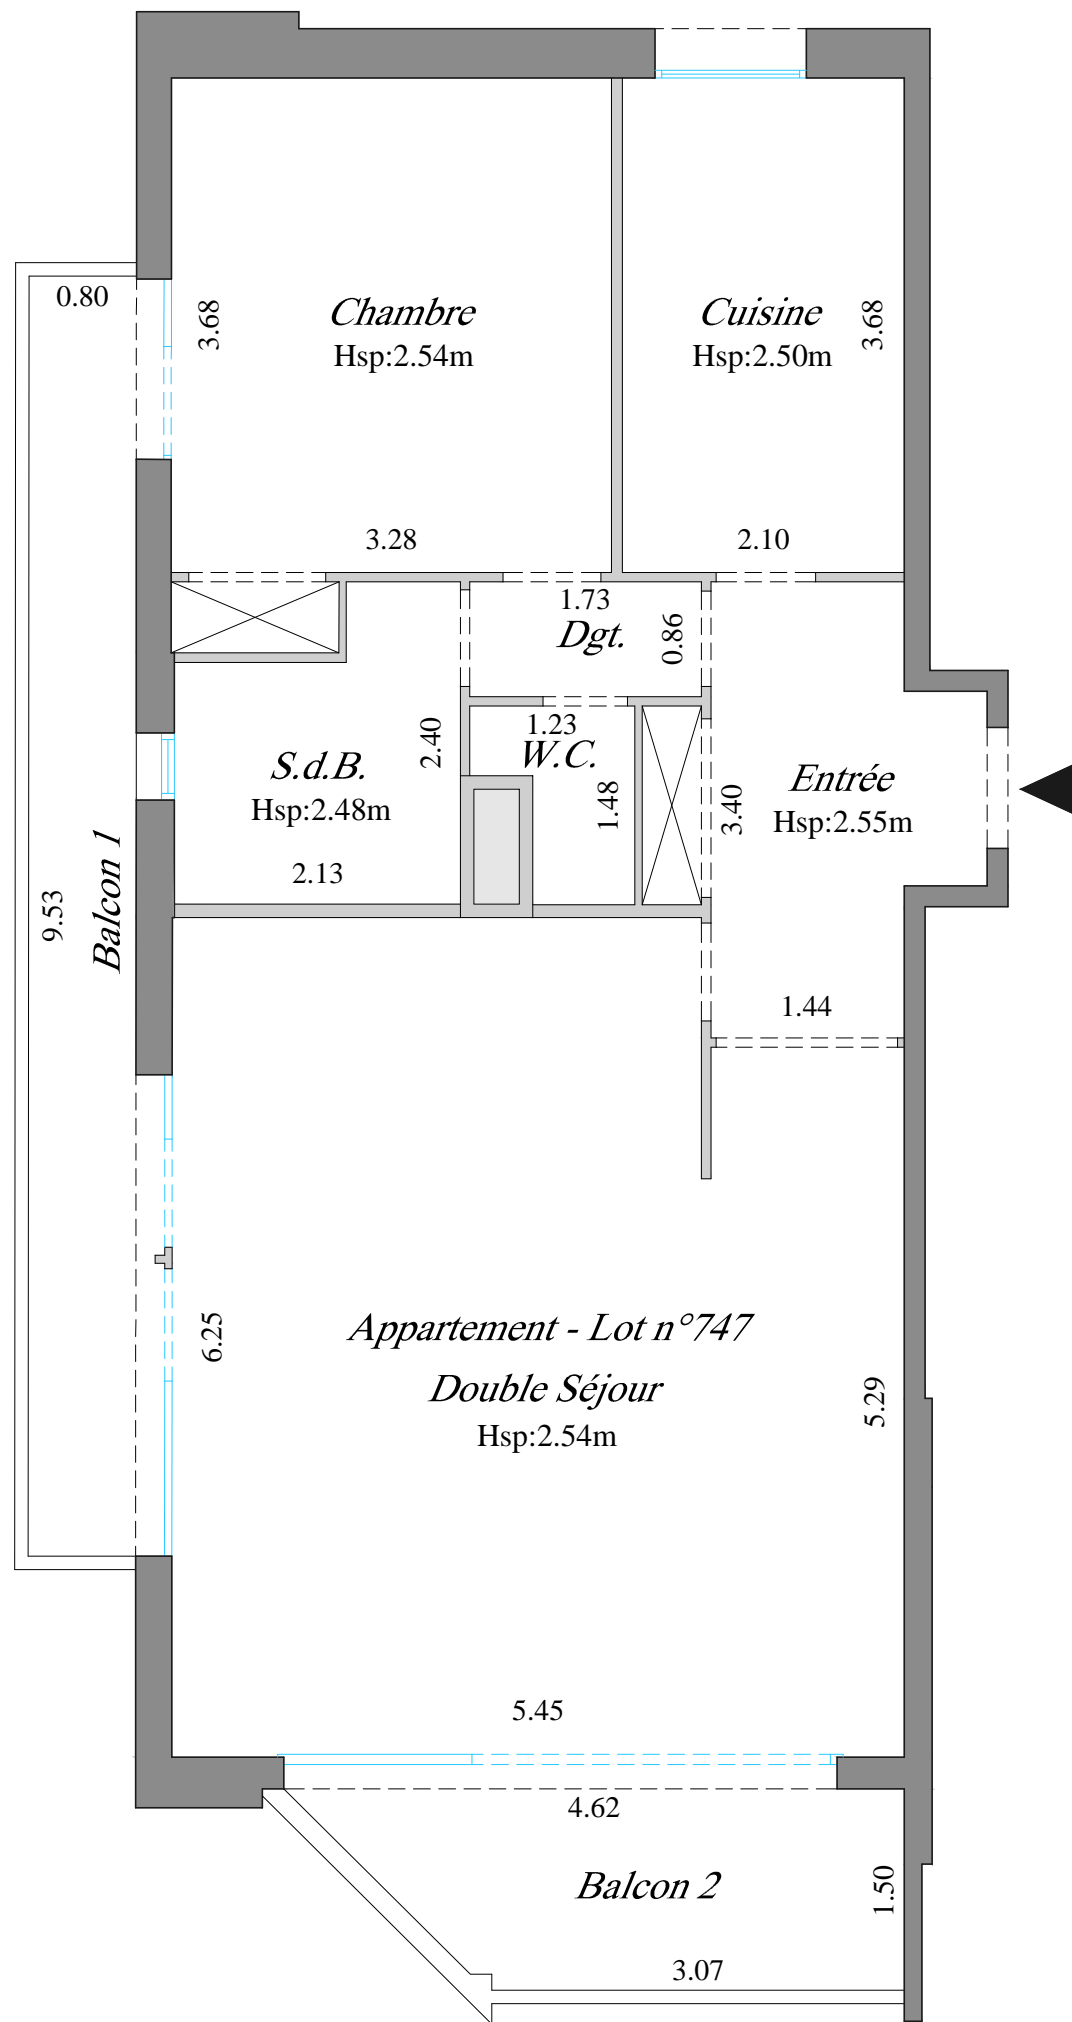 0.80
3.68
Chambre
Hsp:2.54m
Cuisine
Hsp:2.50m
3.68
3.28
2.10
1.73
Dgt.
0.86
1.23
W.C.
2.40
1.48
S.d.B.
Hsp:2.48m
2.13
3.40
Entrée
Hsp:2.55m
9.53
Balcon 1
1.44
6.25
Appartement - Lot n°747
Double Séjour
Hsp:2.54m
5.29
5.45
4.62
Balcon 2
1.50
3.07